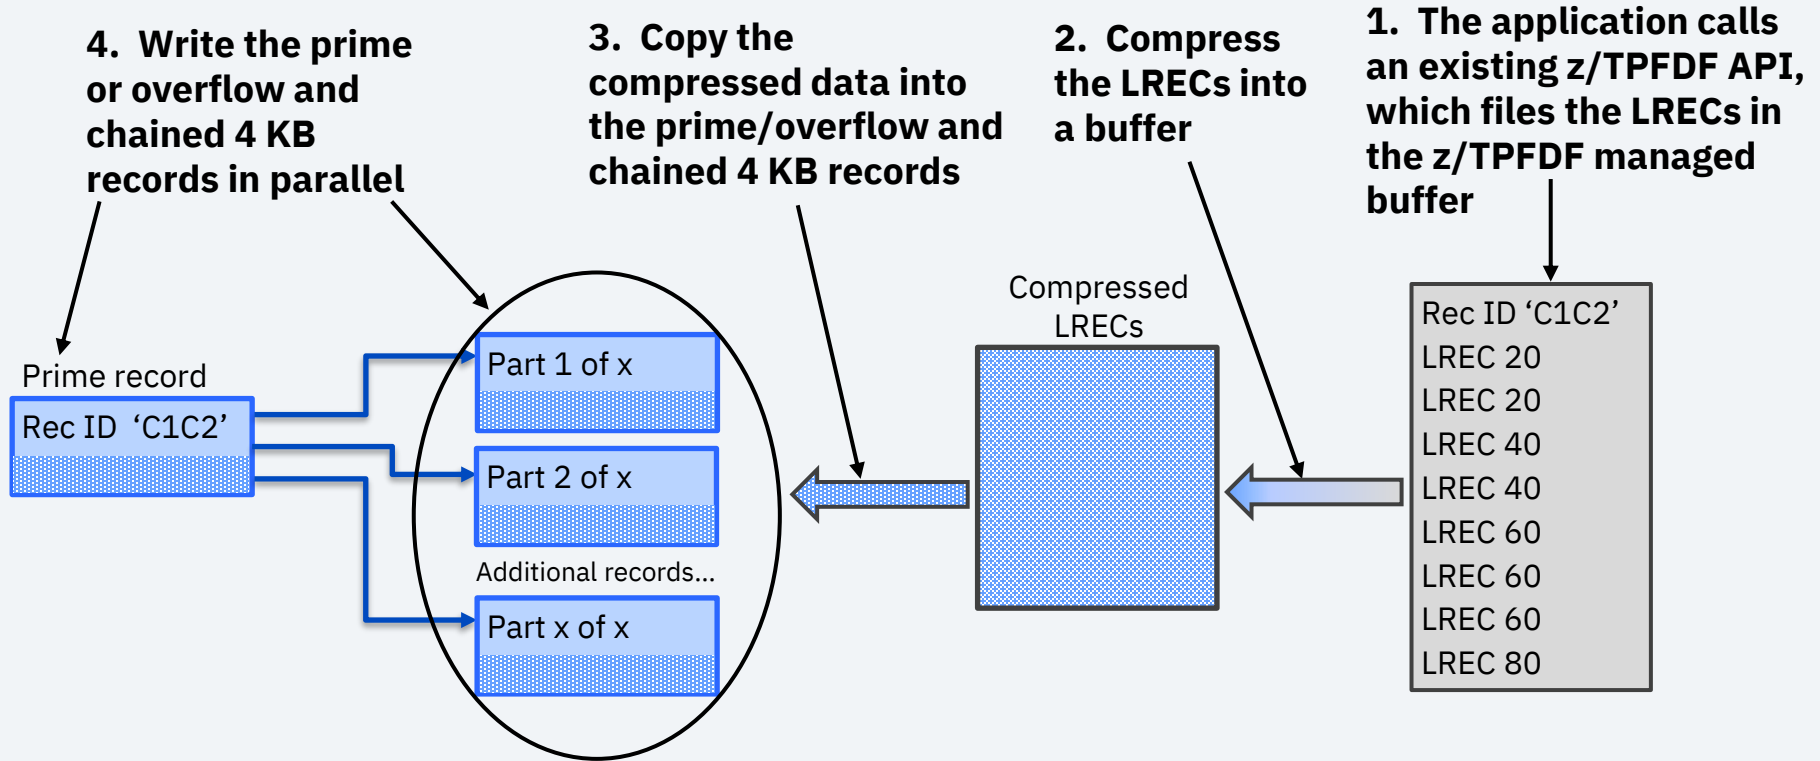 4.  Write the prime
or overflow and
chained 4 KB
records in parallel
3.  Copy the
compressed data into
the prime/overflow and
chained 4 KB records
2.  Compress
the LRECs into
a buffer
1.  The application calls
an existing z/TPFDF API,
which files the LRECs in
the z/TPFDF managed
buffer
Prime record
Rec ID  ‘C1C2’
Part 1 of x
Part 2 of x
Additional records...
Part x of x
Compressed
LRECs
Rec ID ‘C1C2’
LREC 20
LREC 20
LREC 40
LREC 40
LREC 60
LREC 60
LREC 60
LREC 80